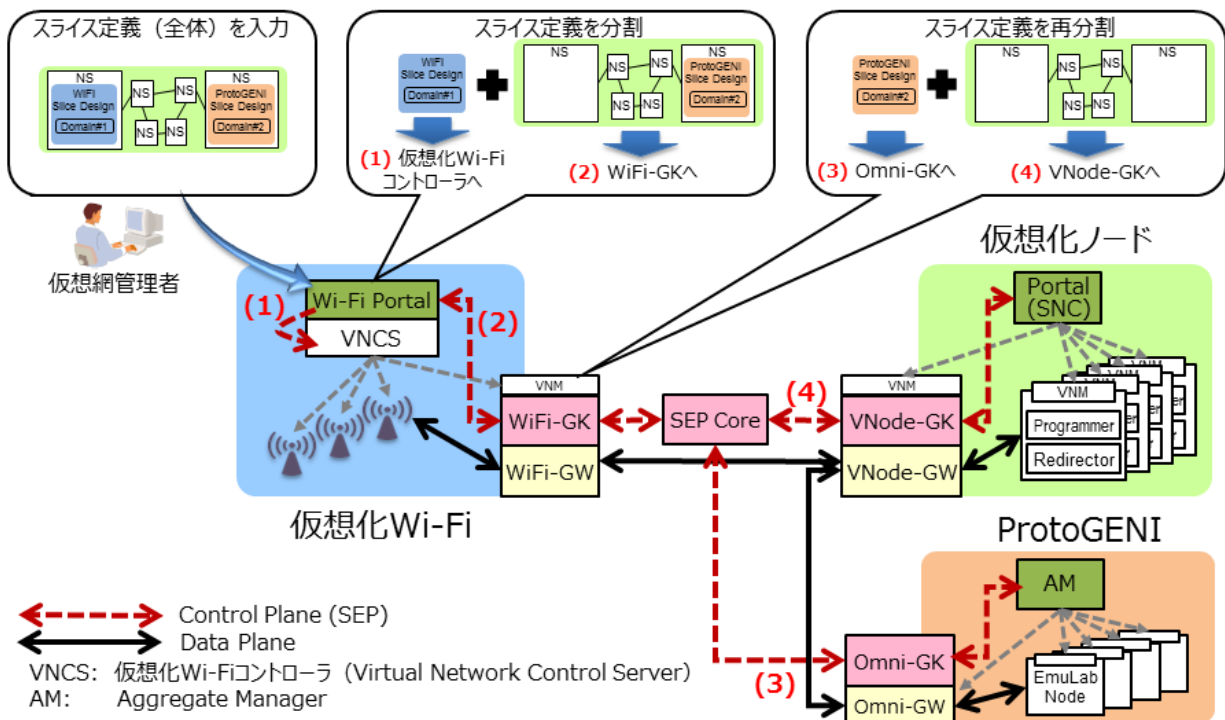 スライス定義（全体）を入力
NS
WIFI
Slice Design
Domain#1
NS
NS
NS
NS
NS
ProtoGENI
Slice Design
Domain#2
スライス定義を分割
WIFI
Slice Design
Domain#1
NS
NS
NS
NS
NS
NS
ProtoGENI
Slice Design
Domain#2
(1) 仮想化Wi-Fi
コントローラへ
(2) WiFi-GKへ
スライス定義を再分割
ProtoGENI
Slice Design
Domain#2
NS
NS
NS
NS
NS
NS
(3) Omni-GKへ
(4) VNode-GKへ
仮想網管理者
(1)
Wi-Fi Portal
VNCS
(2)
VNM
WiFi-GK
WiFi-GW
仮想化Wi-Fi
SEP Core
(4)
仮想化ノード
Portal
(SNC)
VNM
VNode-GK
VNode-GW
VNM
VNM
Programmer
Redirector
ProtoGENI
AM
(3)
Omni-GK
Omni-GW
EmuLab
Node
Control Plane (SEP)
Data Plane
VNCS: 仮想化Wi-Fiコントローラ (Virtual Network Control Server)
AM: Aggregate Manager